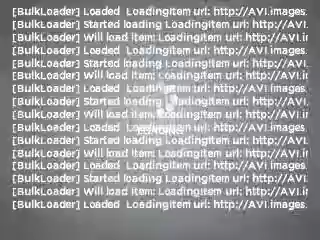 [BulkLoader] Loaded LoadingItem url: http://AVI.images.
[BulkLoader] Started loading LoadingItem url: http://AVI.
[BulkLoader] Will load item: LoadingItem url: http://AVI.ir
[BulkLoader] Loaded LoadingItem url: http://AVI.images.
[BulkLoader] Started loading LoadingItem url: http://AVI.
[BulkLoader] Will load item: LoadingItem url: http://AVI.ir
[BulkLoader] Loaded LoadingItem url: http://AVI.images.
[BulkLoader] Started loading LoadingItem url: http://AVI.
[BulkLoader] Will load item: LoadingItem url: http://AVI.ir
[BulkLoader] Loaded LoadingItem url: http://AVI.images.
LOADING
[BulkLoader] Started loading LoadingItem url: http://AVI.
[BulkLoader] Will load item: LoadingItem url: http://AVI.ir
[BulkLoader] Loaded LoadingItem url: http://AVI.images.
[BulkLoader] Started loading LoadingItem url: http://AVI.
[BulkLoader] Will load item: LoadingItem url: http://AVI.ir
[BulkLoader] Loaded LoadingItem url: http://AVI.images.